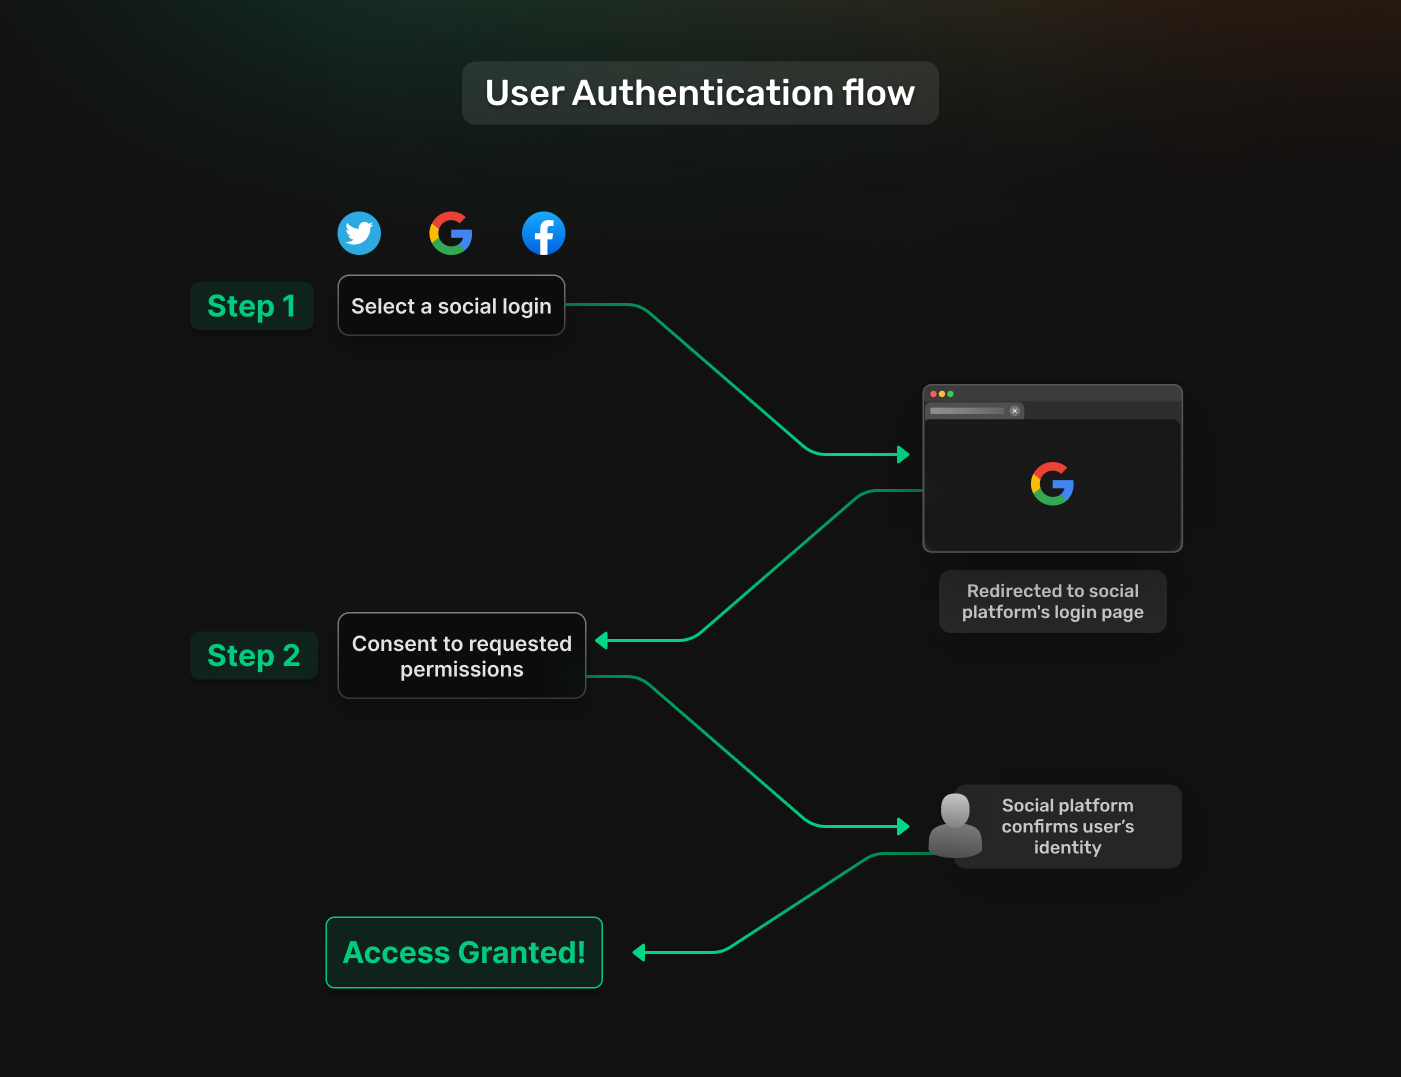 User Authentication flow
Step 1
Select a social login
Redirected to social
platform's login page
Step 2
Consent to requested
permissions
Social platform
confirms user’s
identity
Access Granted!